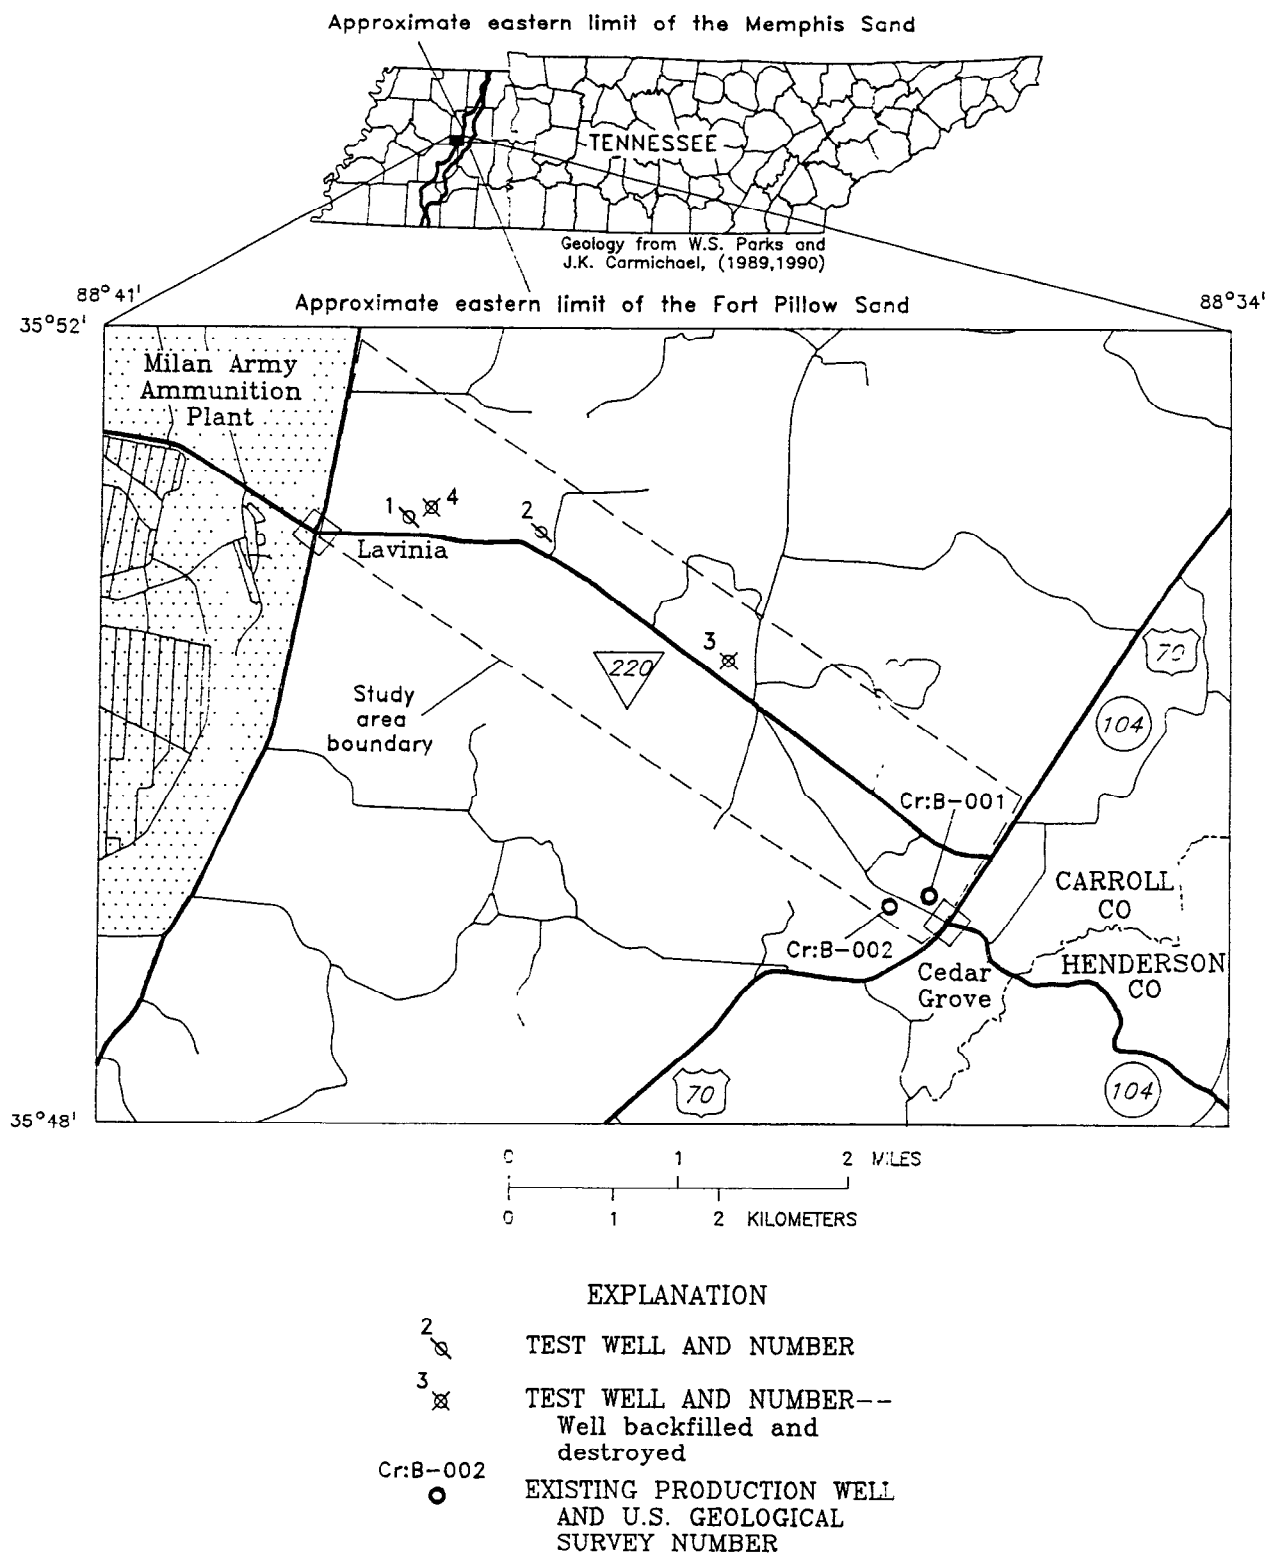 Approximate eastern limit of the Memphis Sand
TENNESSEE
Geology from W.S. Parks and
J.K. Carmichael, (1989,1990)
88°41'
Approximate eastern limit of the Fort Pillow Sand
88°34'
35°52'
Milan Army
Ammunition
Plant
1
4
2
Lavinia
3
220
70
Study
area
boundary
104
Cr:B-001
CARROLL
CO
Cr:B-002
HENDERSON
CO
Cedar
Grove
70
104
35°48'
0 1 2 MILES
0 1 2 KILOMETERS
EXPLANATION
2
TEST WELL AND NUMBER
3
TEST WELL AND NUMBER--
Well backfilled and
destroyed
Cr:B-002
EXISTING PRODUCTION WELL
AND U.S. GEOLOGICAL
SURVEY NUMBER